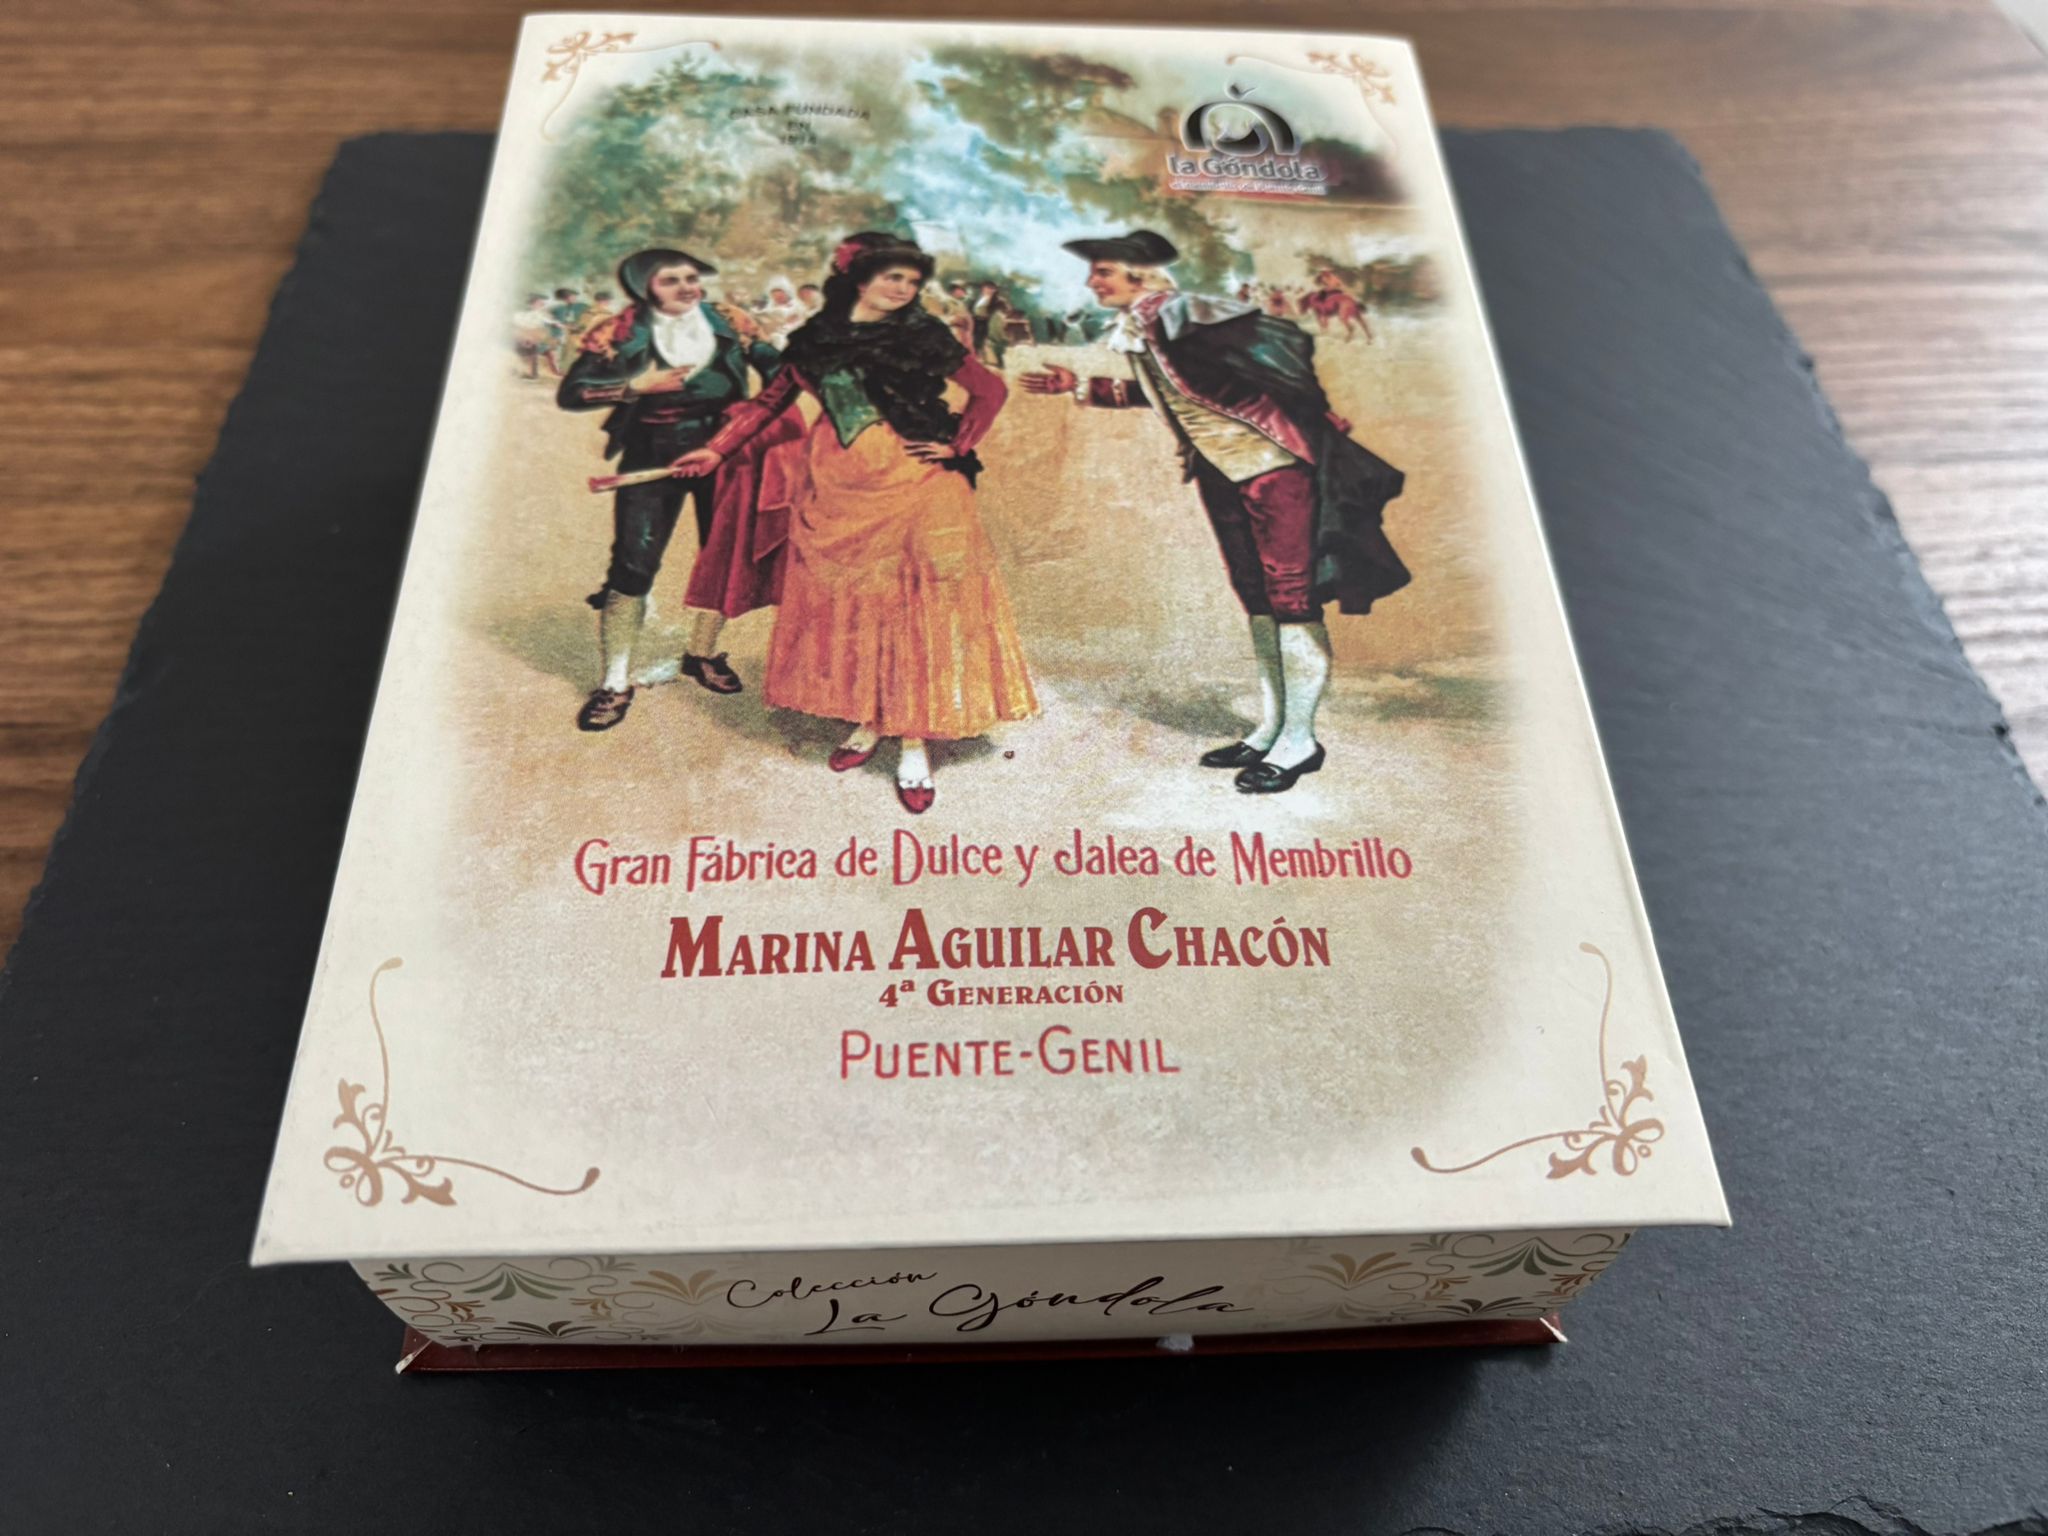 CASA FUNDADA
EN
la Góndola
Gran Fábrica de Dulce y Jalea de Membrillo
MARINA AGUILAR CHACÓN
4ª GENERACIÓN
PUENTE-GENIL
Colección
La Góndola